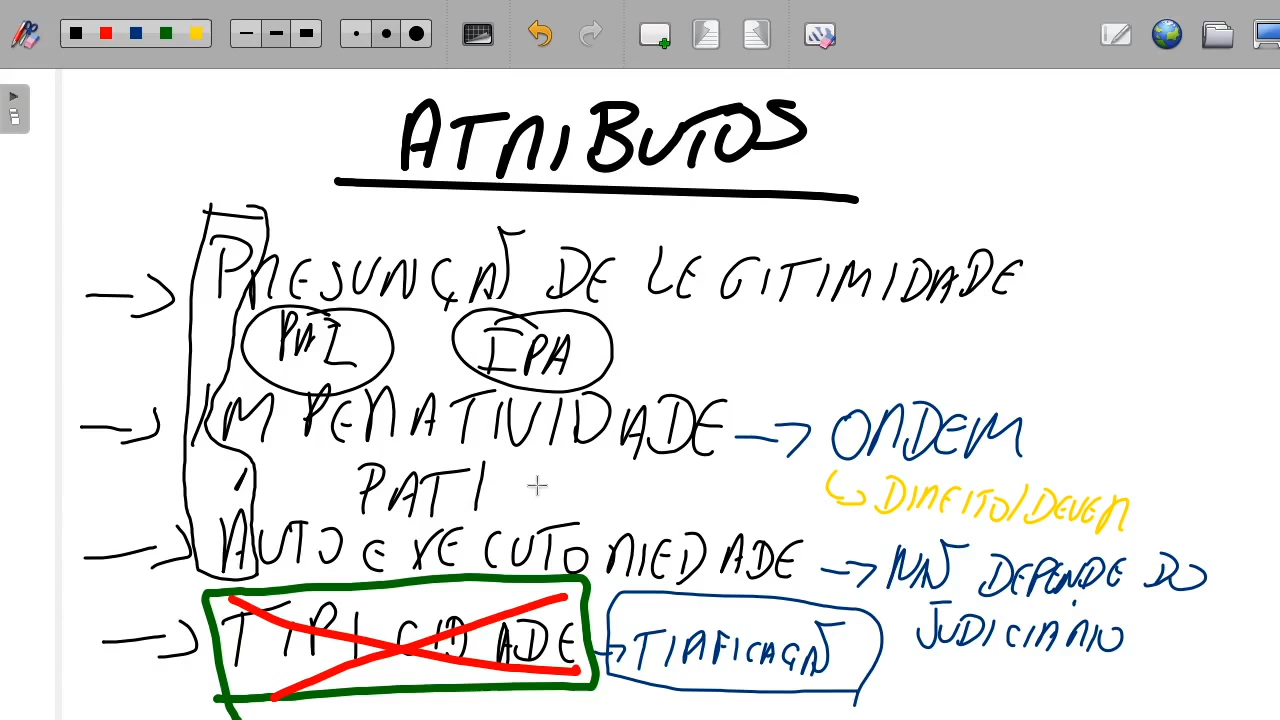 ATRIBUTOS
→ PRESUNÇÃO DE LEGITIMIDADE
PAI IPA
→ IMPERATIVIDADE → ORDEM
PATI ↳ DIREITO/DEVER
→ AUTOEXECUTORIEDADE → NÃO DEPENDE DO
JUDICIÁRIO
→ TIPICIDADE → TIPIFICAÇÃO